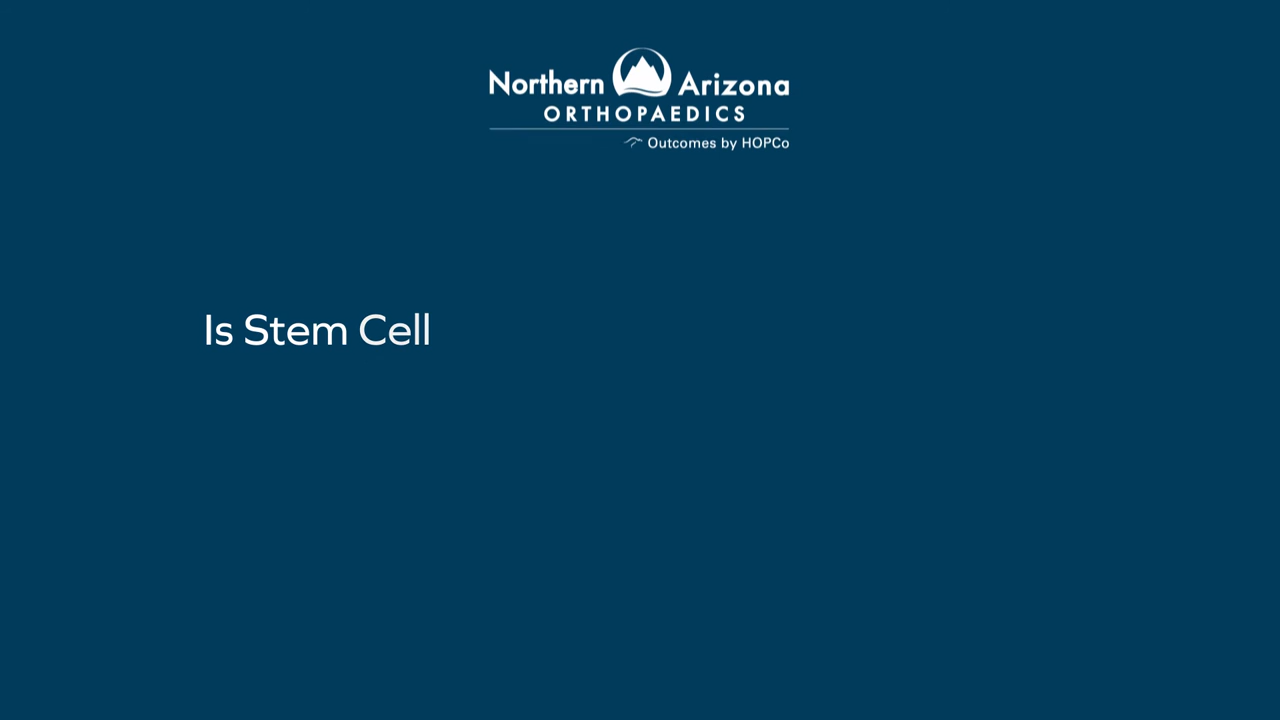 Northern Arizona
ORTHOPAEDICS
Outcomes by HOPCo
Is Stem Cell